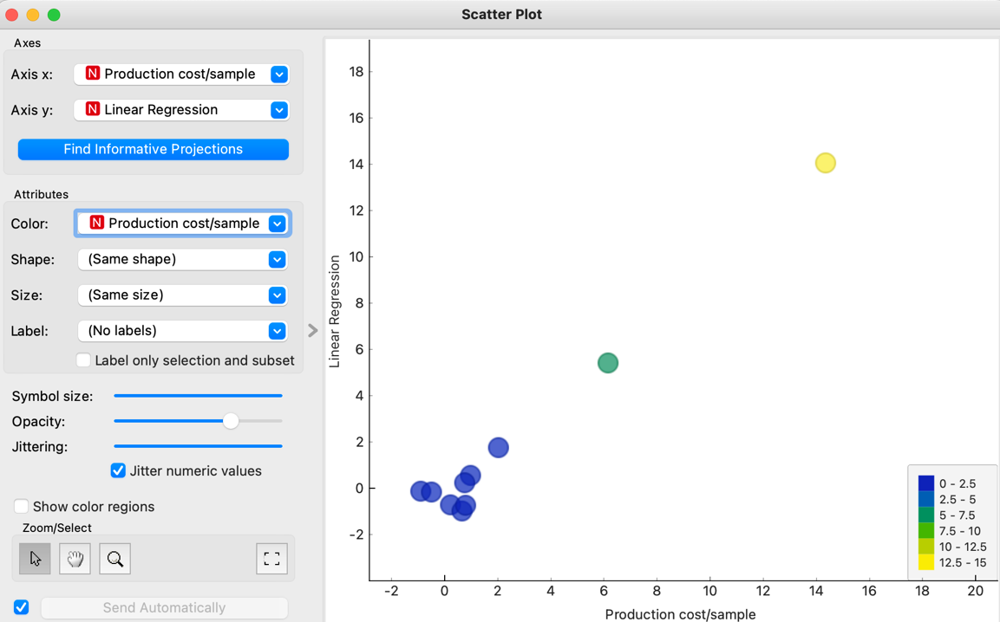 Scatter Plot
Axes
Axis x: N Production cost/sample
Axis y: N Linear Regression
Find Informative Projections
Attributes
Color: N Production cost/sample
Shape: (Same shape)
Size: (Same size)
Label: (No labels)
Label only selection and subset
Symbol size:
Opacity:
Jittering:
Jitter numeric values
Show color regions
Zoom/Select
Send Automatically
18
16
14
12
10
8
6
4
2
0
-2
Linear Regression
-2 0 2 4 6 8 10 12 14 16 18 20
Production cost/sample
0 - 2.5
2.5 - 5
5 - 7.5
7.5 - 10
10 - 12.5
12.5 - 15